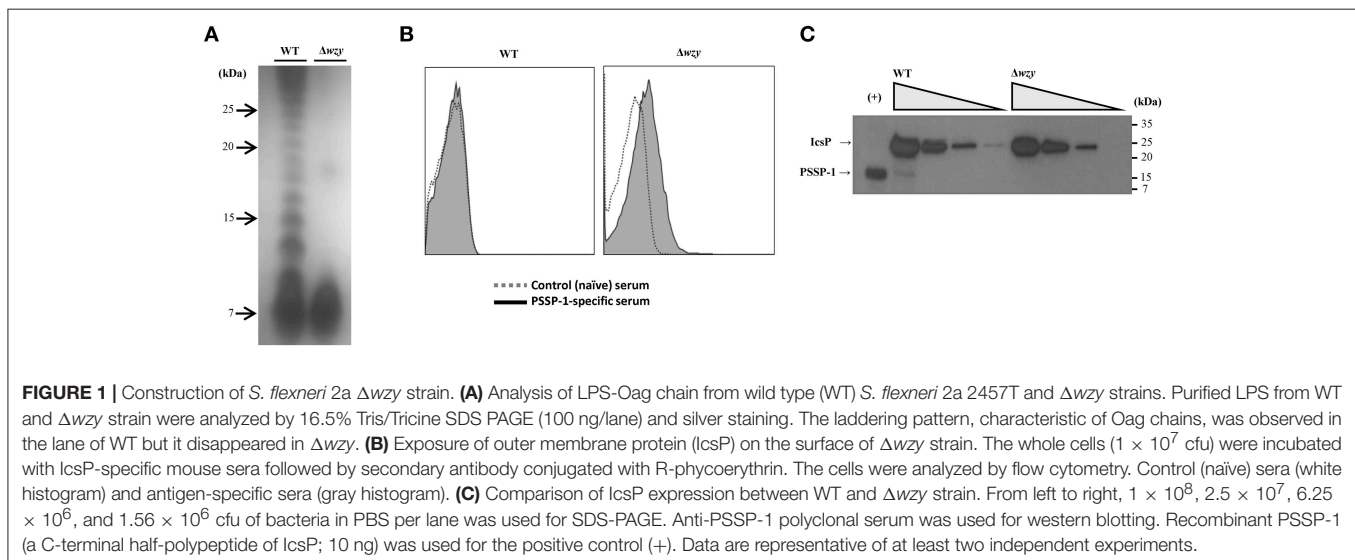 A
WT Δwzy
(kDa)
25
20
15
7
B
WT
Δwzy
Control (naïve) serum
PSSP-1-specific serum
C
WT
Δwzy
(+)
(kDa)
IcsP →
PSSP-1 →
35
25
20
15
7
FIGURE 1 | Construction of S. flexneri 2a Δwzy strain. (A) Analysis of LPS-Oag chain from wild type (WT) S. flexneri 2a 2457T and Δwzy strains. Purified LPS from WT
and Δwzy strain were analyzed by 16.5% Tris/Tricine SDS PAGE (100 ng/lane) and silver staining. The laddering pattern, characteristic of Oag chains, was observed in
the lane of WT but it disappeared in Δwzy. (B) Exposure of outer membrane protein (IcsP) on the surface of Δwzy strain. The whole cells (1 × 10⁷ cfu) were incubated
with IcsP-specific mouse sera followed by secondary antibody conjugated with R-phycoerythrin. The cells were analyzed by flow cytometry. Control (naïve) sera (white
histogram) and antigen-specific sera (gray histogram). (C) Comparison of IcsP expression between WT and Δwzy strain. From left to right, 1 × 10⁸, 2.5 × 10⁷, 6.25
× 10⁶, and 1.56 × 10⁶ cfu of bacteria in PBS per lane was used for SDS-PAGE. Anti-PSSP-1 polyclonal serum was used for western blotting. Recombinant PSSP-1
(a C-terminal half-polypeptide of IcsP; 10 ng) was used for the positive control (+). Data are representative of at least two independent experiments.